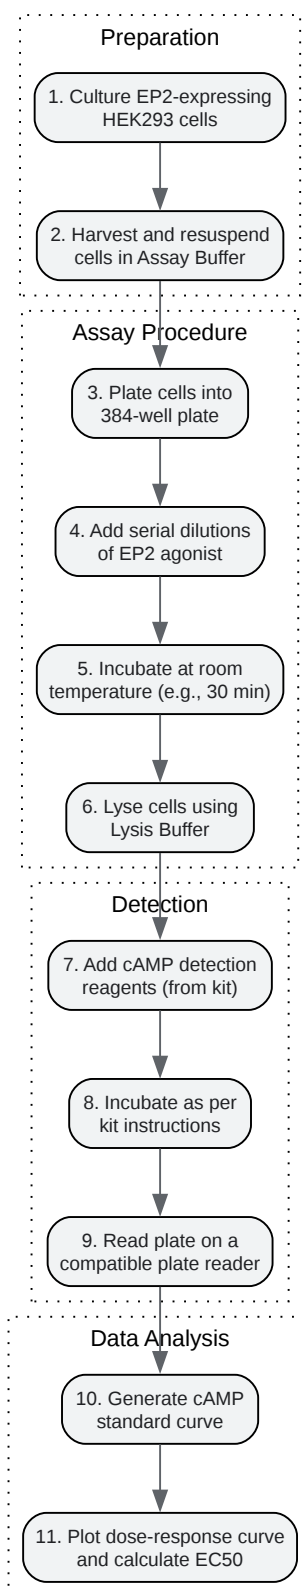 Preparation
1. Culture EP2-expressing
HEK293 cells
2. Harvest and resuspend
cells in Assay Buffer
Assay Procedure
3. Plate cells into
384-well plate
4. Add serial dilutions
of EP2 agonist
5. Incubate at room
temperature (e.g., 30 min)
6. Lyse cells using
Lysis Buffer
Detection
7. Add cAMP detection
reagents (from kit)
8. Incubate as per
kit instructions
9. Read plate on a
compatible plate reader
Data Analysis
10. Generate cAMP
standard curve
11. Plot dose-response curve
and calculate EC50